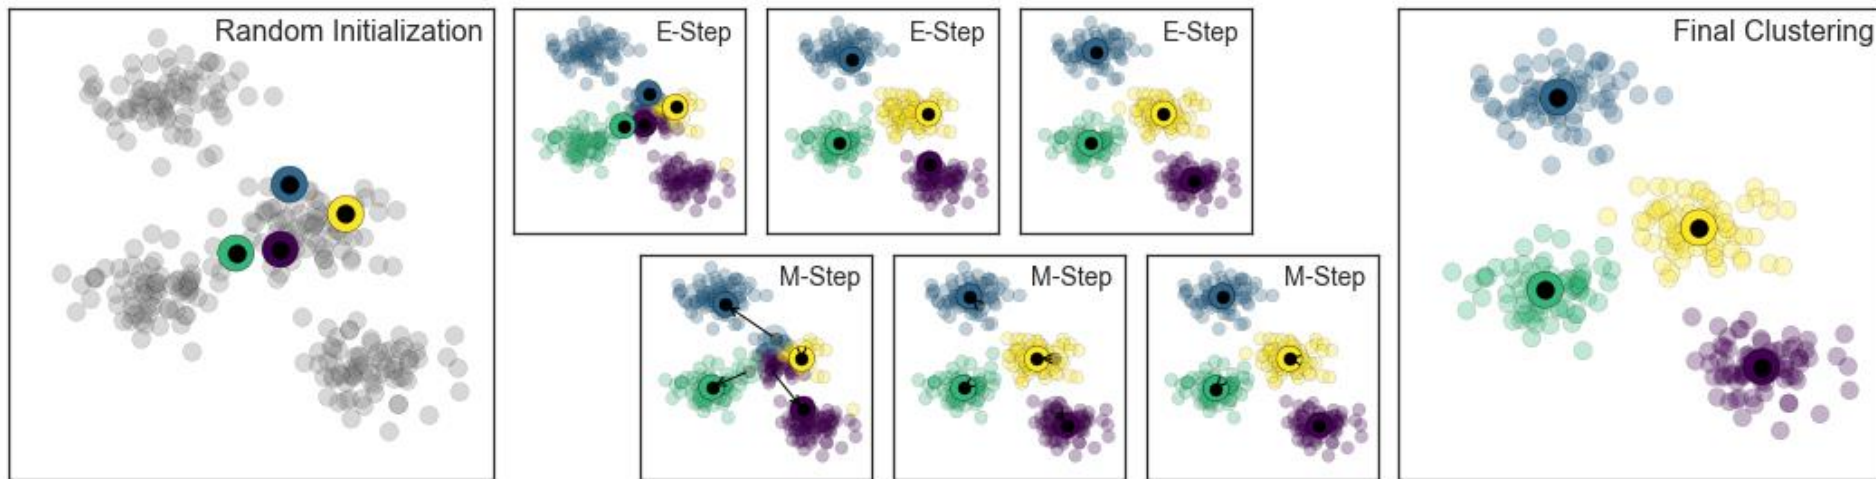 Random Initialization
E-Step
E-Step
E-Step
M-Step
M-Step
M-Step
Final Clustering